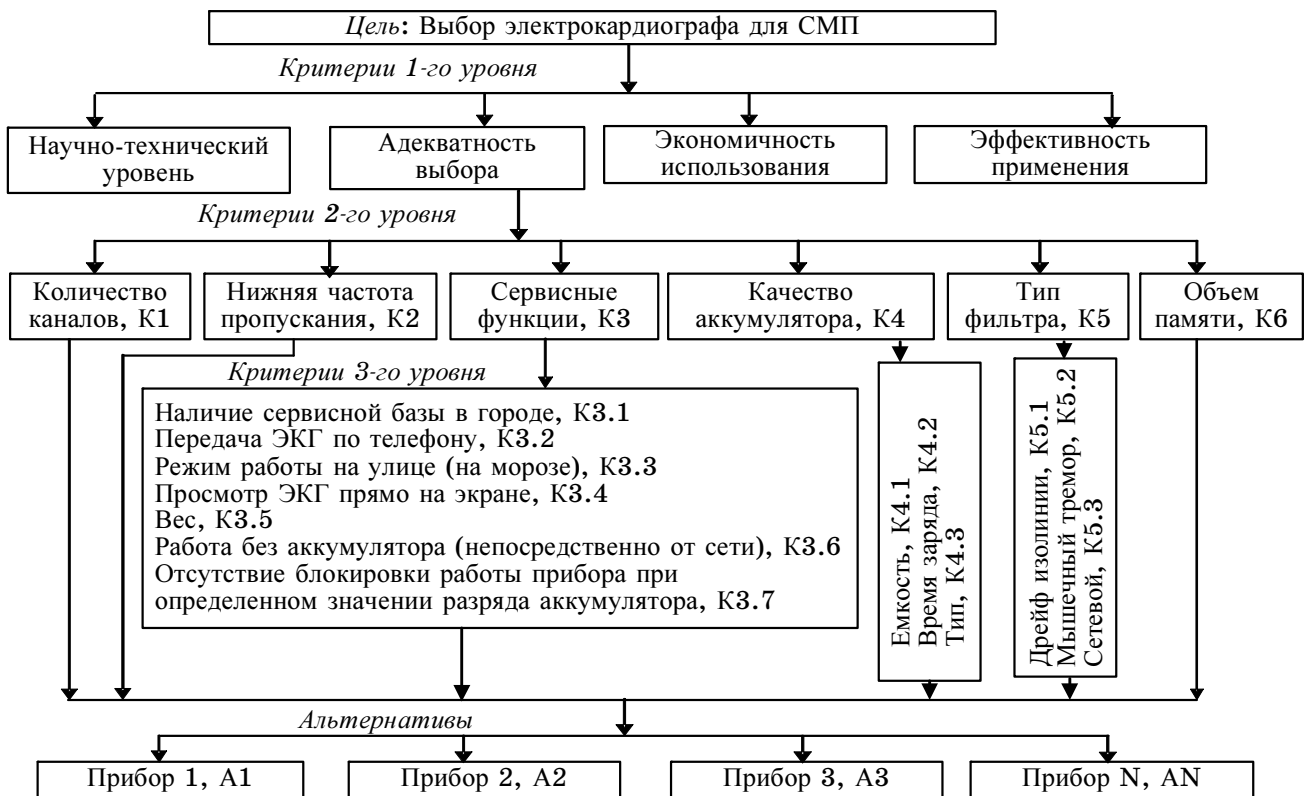 Цель: Выбор электрокардиографа для СМП
Критерии 1-го уровня
Научно-технический
уровень
Адекватность
выбора
Экономичность
использования
Эффективность
применения
Критерии 2-го уровня
Количество
каналов, К1
Нижняя частота
пропускания, К2
Сервисные
функции, К3
Качество
аккумулятора, К4
Тип
фильтра, К5
Объем
памяти, К6
Критерии 3-го уровня
Наличие сервисной базы в городе, К3.1
Передача ЭКГ по телефону, К3.2
Режим работы на улице (на морозе), К3.3
Просмотр ЭКГ прямо на экране, К3.4
Вес, К3.5
Работа без аккумулятора (непосредственно от сети), К3.6
Отсутствие блокировки работы прибора при
определенном значении разряда аккумулятора, К3.7
Емкость, К4.1
Время заряда, К4.2
Тип, К4.3
Дрейф изолинии, К5.1
Мышечный тремор, К5.2
Сетевой, К5.3
Альтернативы
Прибор 1, А1
Прибор 2, А2
Прибор 3, А3
Прибор N, АN